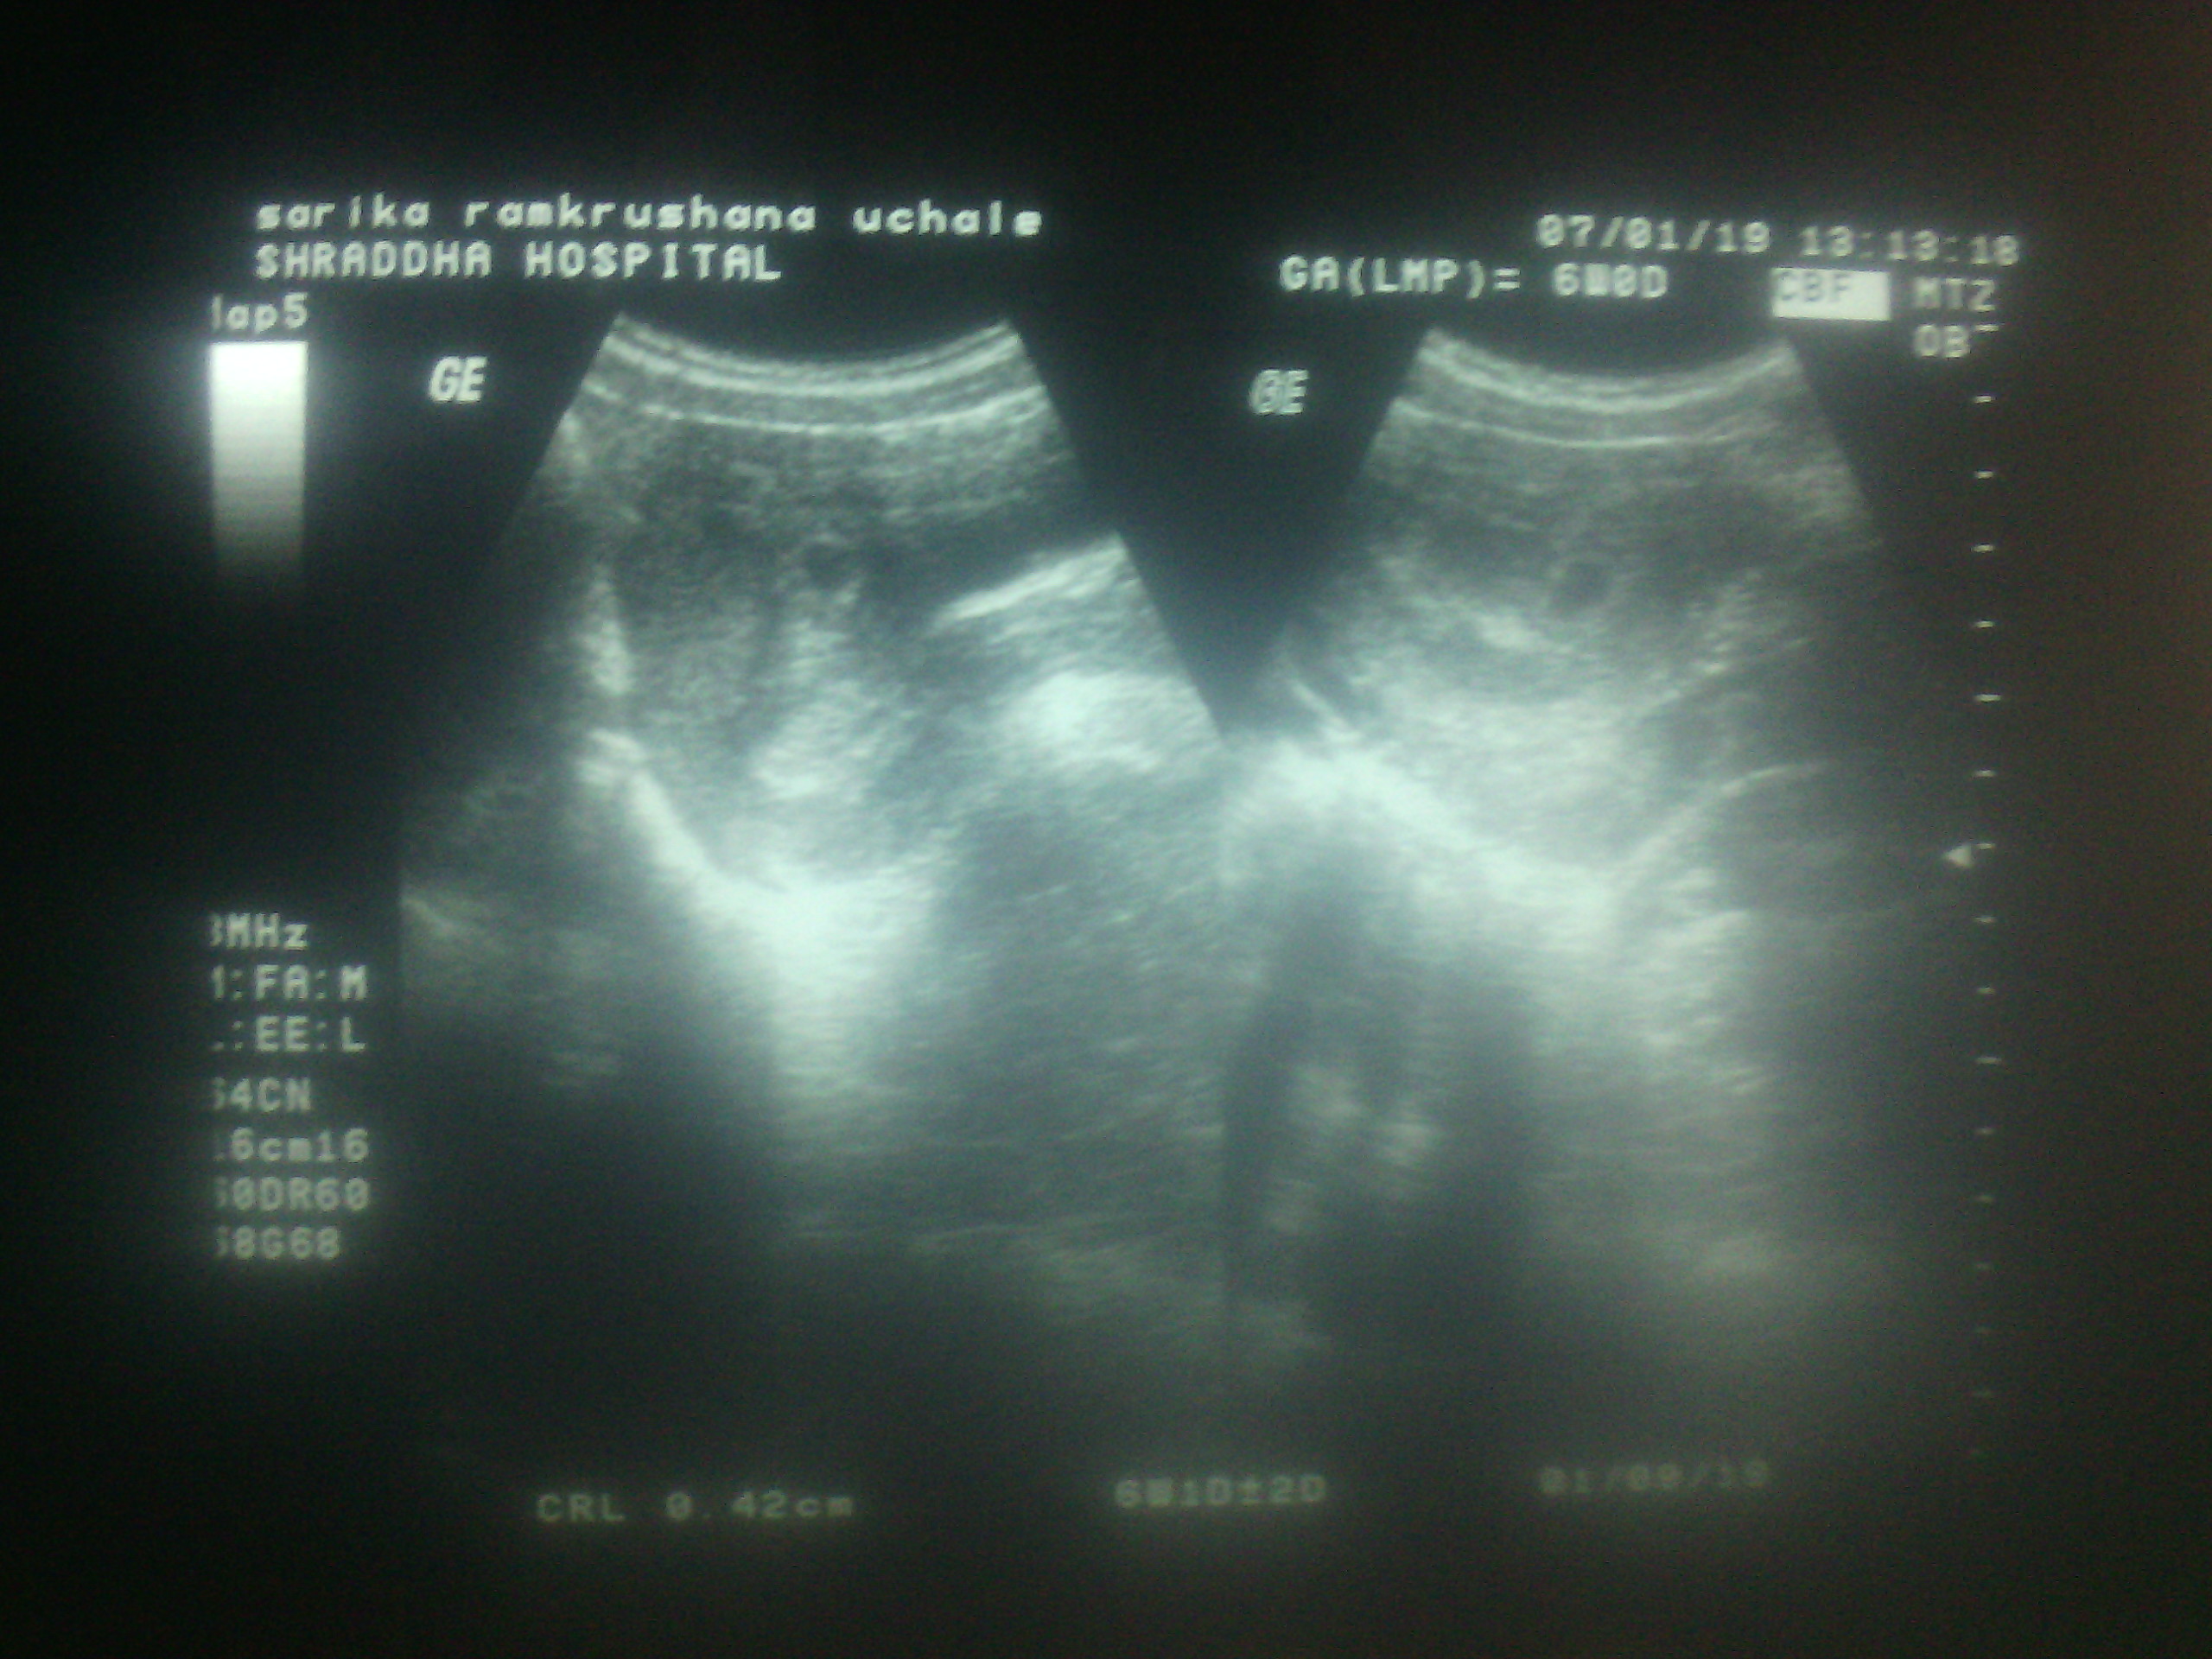 sarika ramkrushana uchale
SHRADDHA HOSPITAL
07/01/19 13:13:18
GA(LMP)= 6W0D
CBF MTZ
OB
GE
GE
MHz
:FA:M
.:EE:L
4CN
6cm16
0DR60
8G68
CRL 0.42cm
6W1D±2D